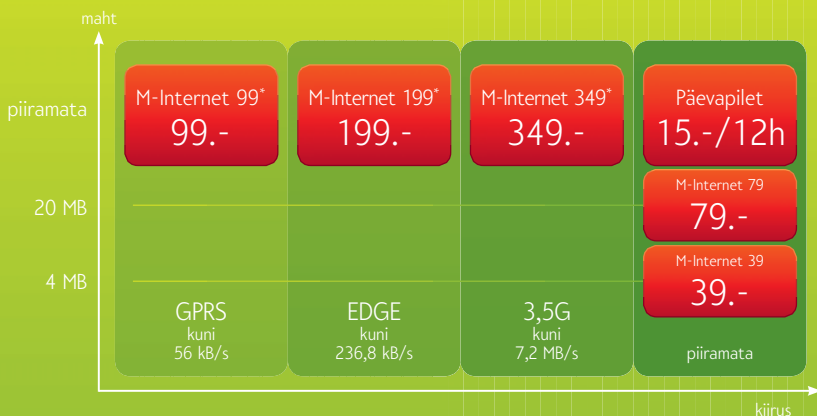 maht
piiramata
20 MB
4 MB
M-Internet 99*
99.-
M-Internet 199*
199.-
M-Internet 349*
349.-
Päevapilet
15.-/12h
M-Internet 79
79.-
M-Internet 39
39.-
GPRS
kuni
56 kB/s
EDGE
kuni
236,8 kB/s
3,5G
kuni
7,2 MB/s
piiramata
kiirus